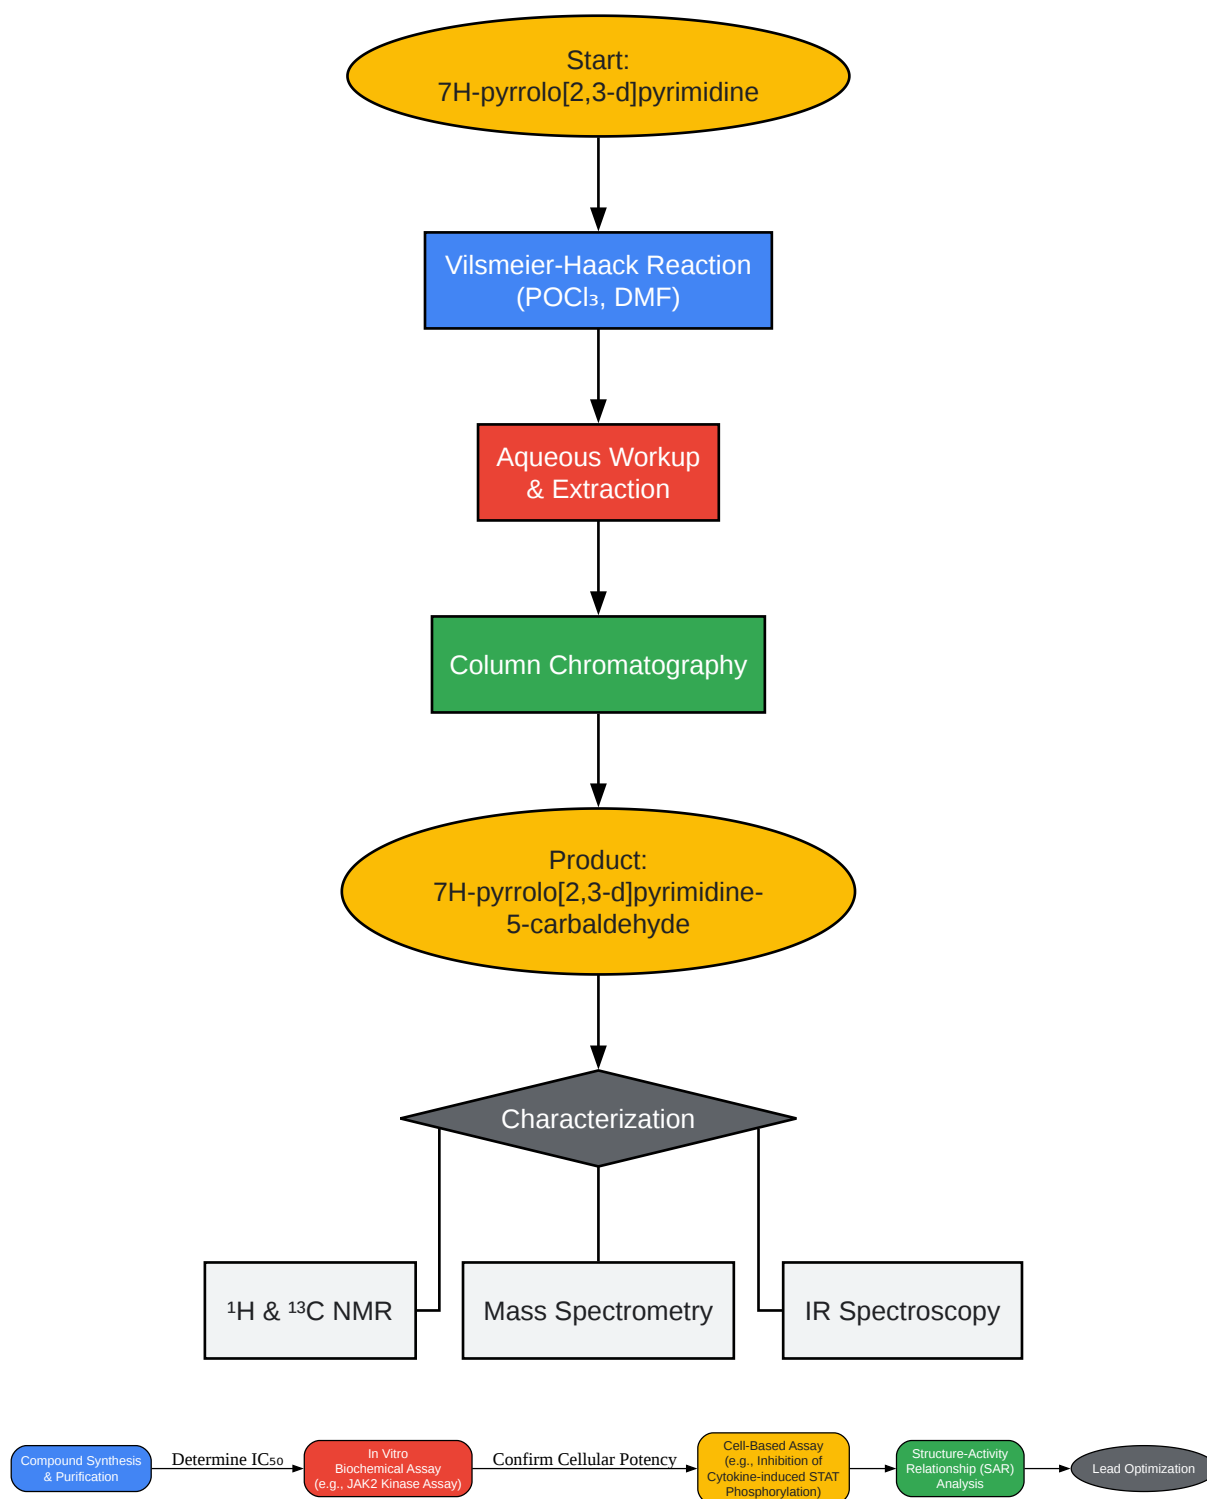 Start:
7H-pyrrolo[2,3-d]pyrimidine
Vilsmeier-Haack Reaction
(POCl₃, DMF)
Aqueous Workup
& Extraction
Column Chromatography
Product:
7H-pyrrolo[2,3-d]pyrimidine-
5-carbaldehyde
Characterization
¹H & ¹³C NMR
Mass Spectrometry
IR Spectroscopy
Compound Synthesis
& Purification
Determine IC₅₀
In Vitro
Biochemical Assay
(e.g., JAK2 Kinase Assay)
Confirm Cellular Potency
Cell-Based Assay
(e.g., Inhibition of
Cytokine-induced STAT
Phosphorylation)
Structure-Activity
Relationship (SAR)
Analysis
Lead Optimization